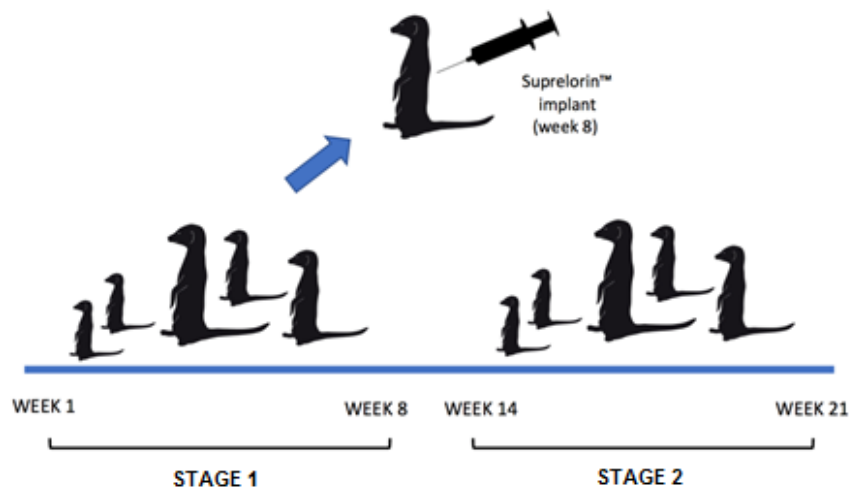 Suprelorin™
implant
(week 8)
WEEK 1
WEEK 8
WEEK 14
WEEK 21
STAGE 1
STAGE 2